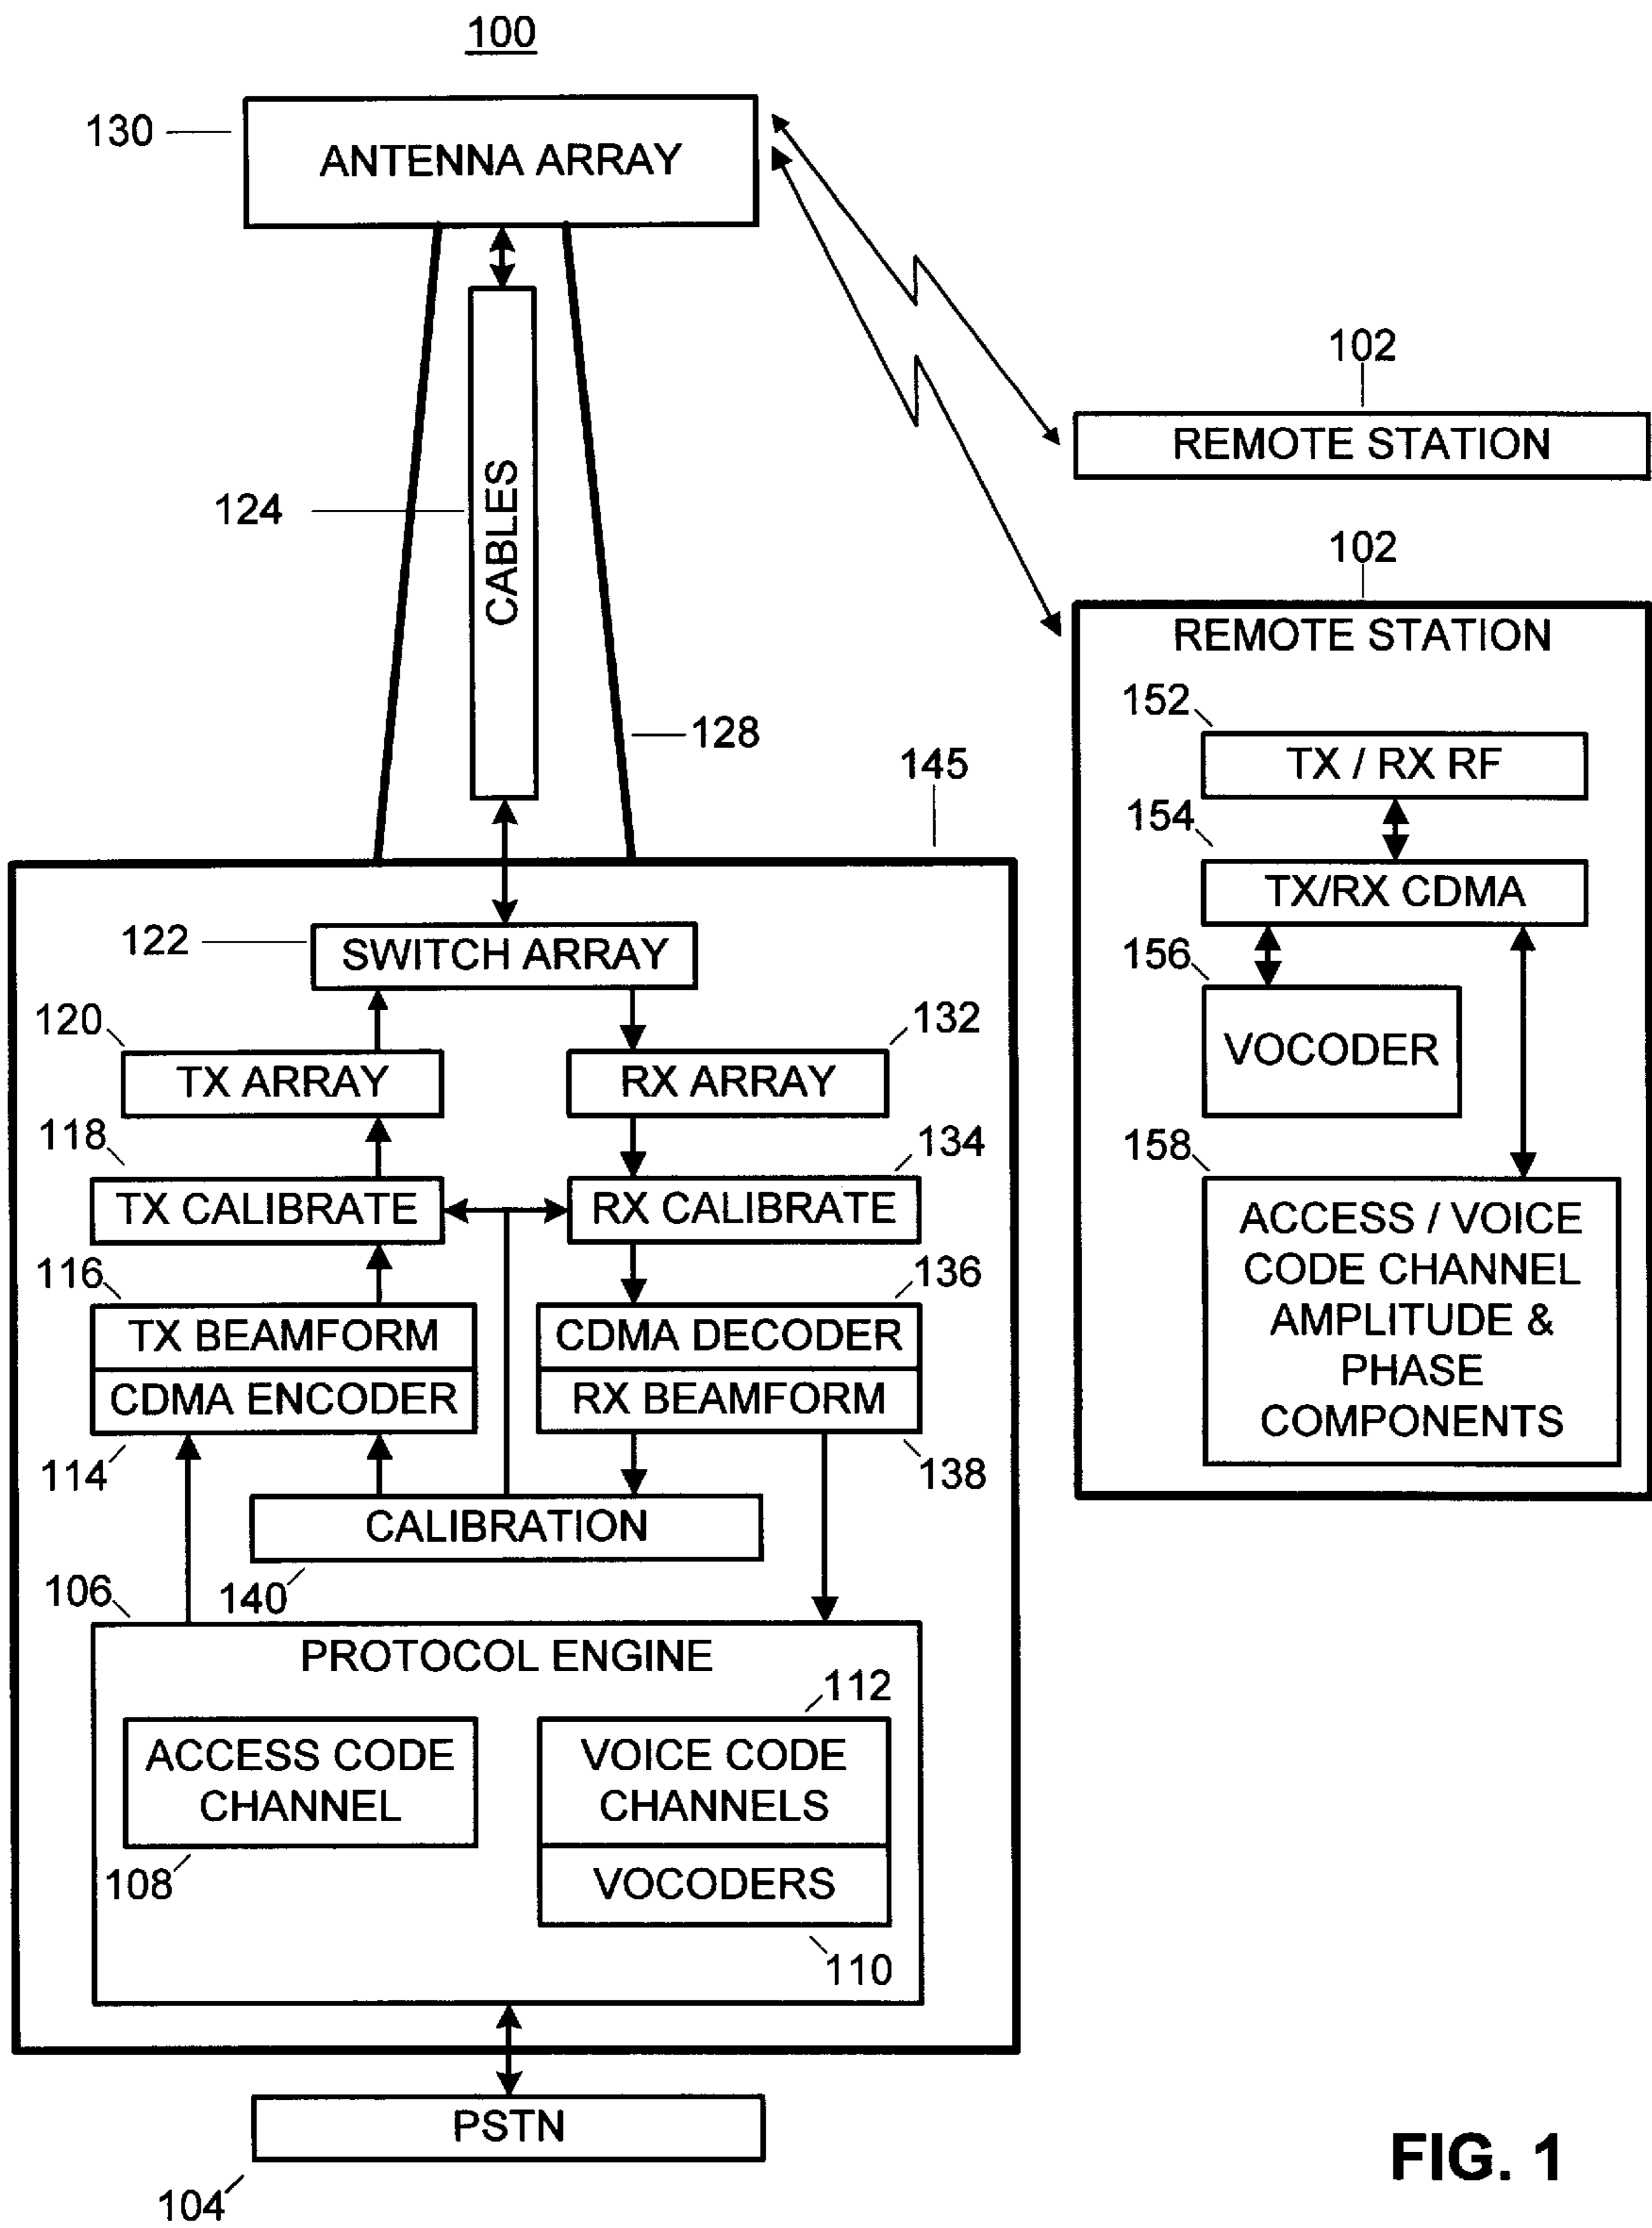 100
130
ANTENNA ARRAY
102
REMOTE STATION
124
CABLES
102
REMOTE STATION
152
TX / RX RF
128
145
154
TX/RX CDMA
122
SWITCH ARRAY
156
VOCODER
120
TX ARRAY
132
RX ARRAY
118
TX CALIBRATE
134
RX CALIBRATE
158
ACCESS / VOICE
CODE CHANNEL
AMPLITUDE &
PHASE
COMPONENTS
116
TX BEAMFORM
CDMA ENCODER
114
136
CDMA DECODER
RX BEAMFORM
138
CALIBRATION
140
106
PROTOCOL ENGINE
112
ACCESS CODE
CHANNEL
108
VOICE CODE
CHANNELS
VOCODERS
110
PSTN
104
FIG. 1